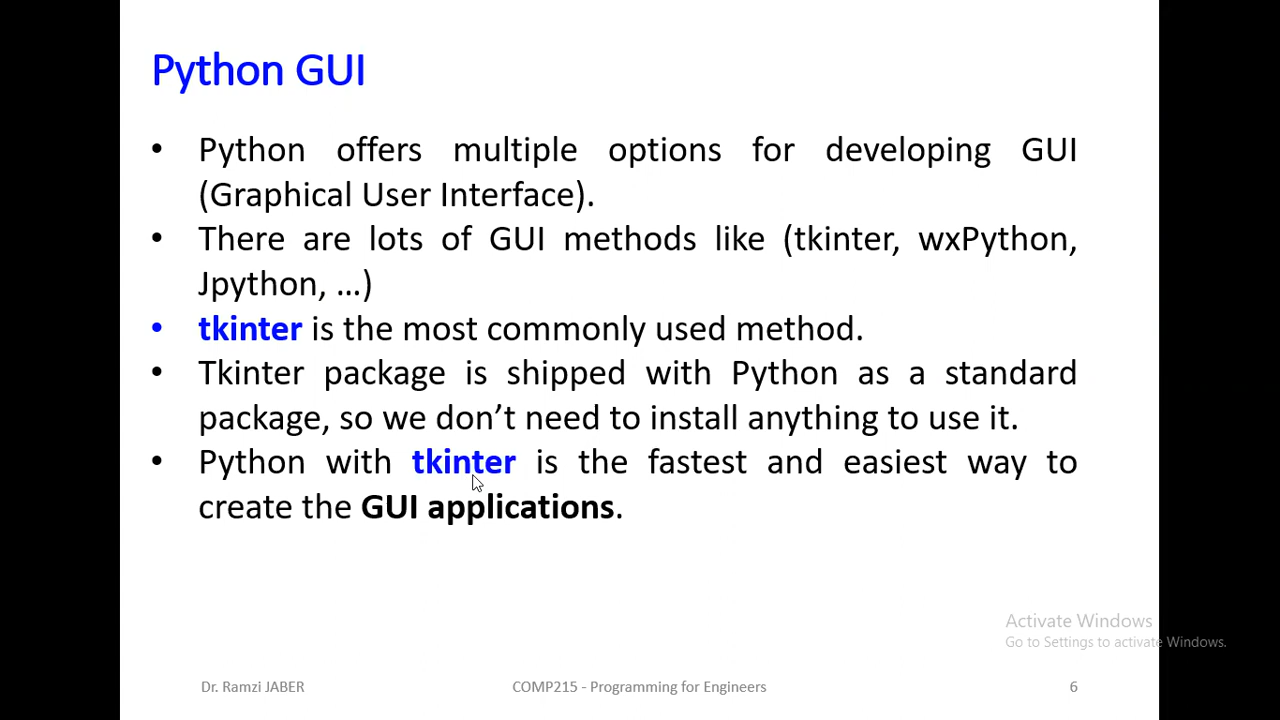 Python GUI
• Python offers multiple options for developing GUI
(Graphical User Interface).
• There are lots of GUI methods like (tkinter, wxPython,
Jpython, …)
• tkinter is the most commonly used method.
• Tkinter package is shipped with Python as a standard
package, so we don’t need to install anything to use it.
• Python with tkinter is the fastest and easiest way to
create the GUI applications.
Activate Windows
Go to Settings to activate Windows.
Dr. Ramzi JABER
COMP215 - Programming for Engineers
6